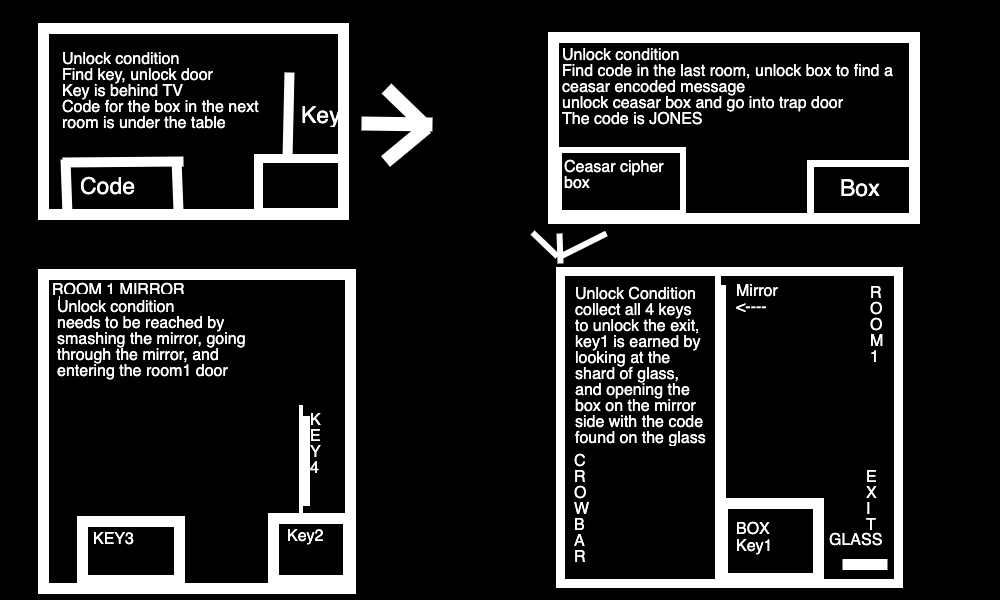 Unlock condition
Find key, unlock door
Key is behind TV
Code for the box in the next
room is under the table
Key
Code
Unlock condition
Find code in the last room, unlock box to find a
ceasar encoded message
unlock ceasar box and go into trap door
The code is JONES
Ceasar cipher
box
Box
ROOM 1 MIRROR
Unlock condition
needs to be reached by
smashing the mirror, going
through the mirror, and
entering the room1 door
K
E
Y
4
KEY3
Key2
Unlock Condition
collect all 4 keys
to unlock the exit,
key1 is earned by
looking at the
shard of glass,
and opening the
box on the mirror
side with the code
found on the glass
C
R
O
W
B
A
R
Mirror
<----
R
O
O
M
1
E
X
I
T
GLASS
BOX
Key1